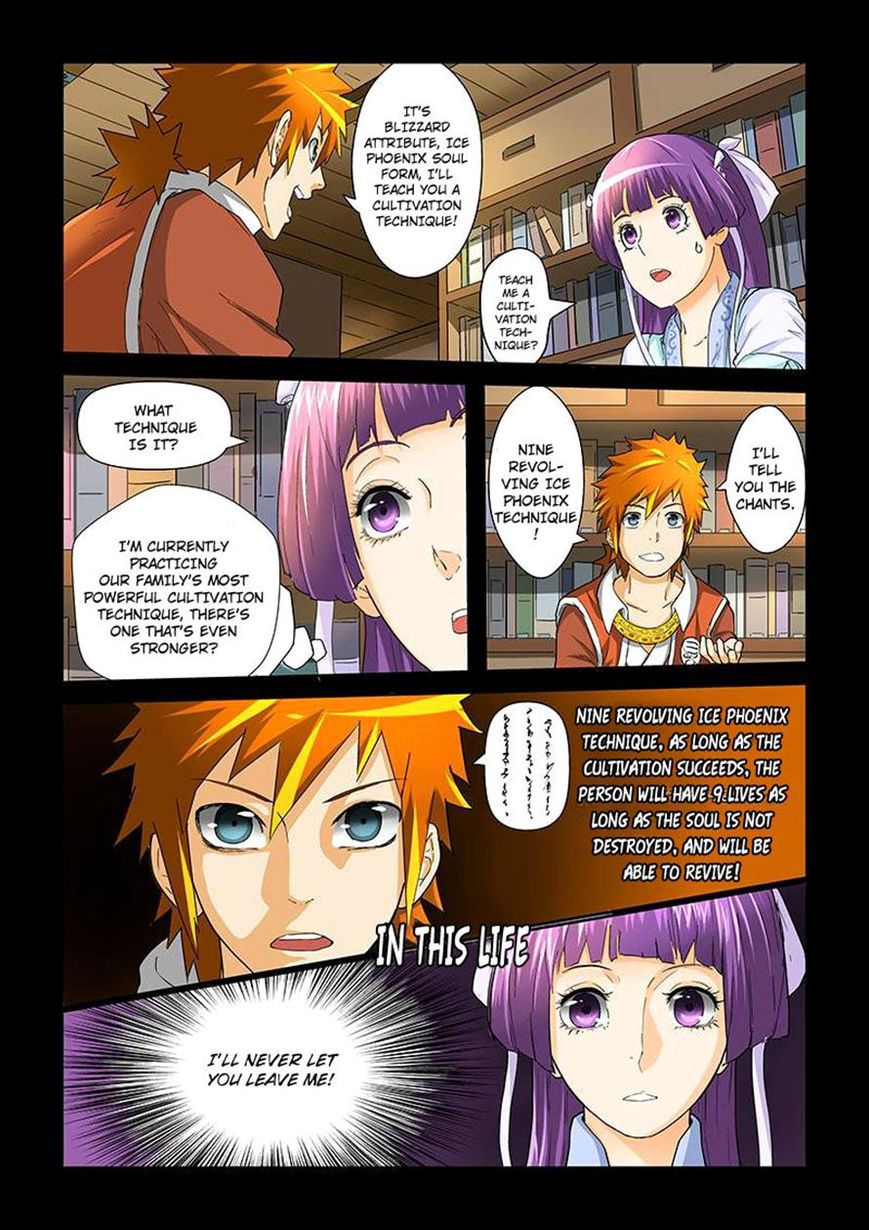 IT'S
BLIZZARD
ATTRIBUTE, ICE
PHOENIX SOUL
FORM, I'LL
TEACH YOU A
CULTIVATION
TECHNIQUE!
TEACH
ME A
CULTI-
VATION
TECH-
NIQUE?
WHAT
TECHNIQUE
IS IT?
I'M CURRENTLY
PRACTICING
OUR FAMILY'S MOST
POWERFUL CULTIVATION
TECHNIQUE, THERE'S
ONE THAT'S EVEN
STRONGER?
NINE
REVOL-
VING ICE
PHOENIX
TECHNIQUE
!
I'LL
TELL
YOU THE
CHANTS.
NINE REVOLVING ICE PHOENIX
TECHNIQUE, AS LONG AS THE
CULTIVATION SUCCEEDS, THE
PERSON WILL HAVE 9 LIVES AS
LONG AS THE SOUL IS NOT
DESTROYED, AND WILL BE
ABLE TO REVIVE!
IN THIS LIFE
I'LL NEVER LET
YOU LEAVE ME!